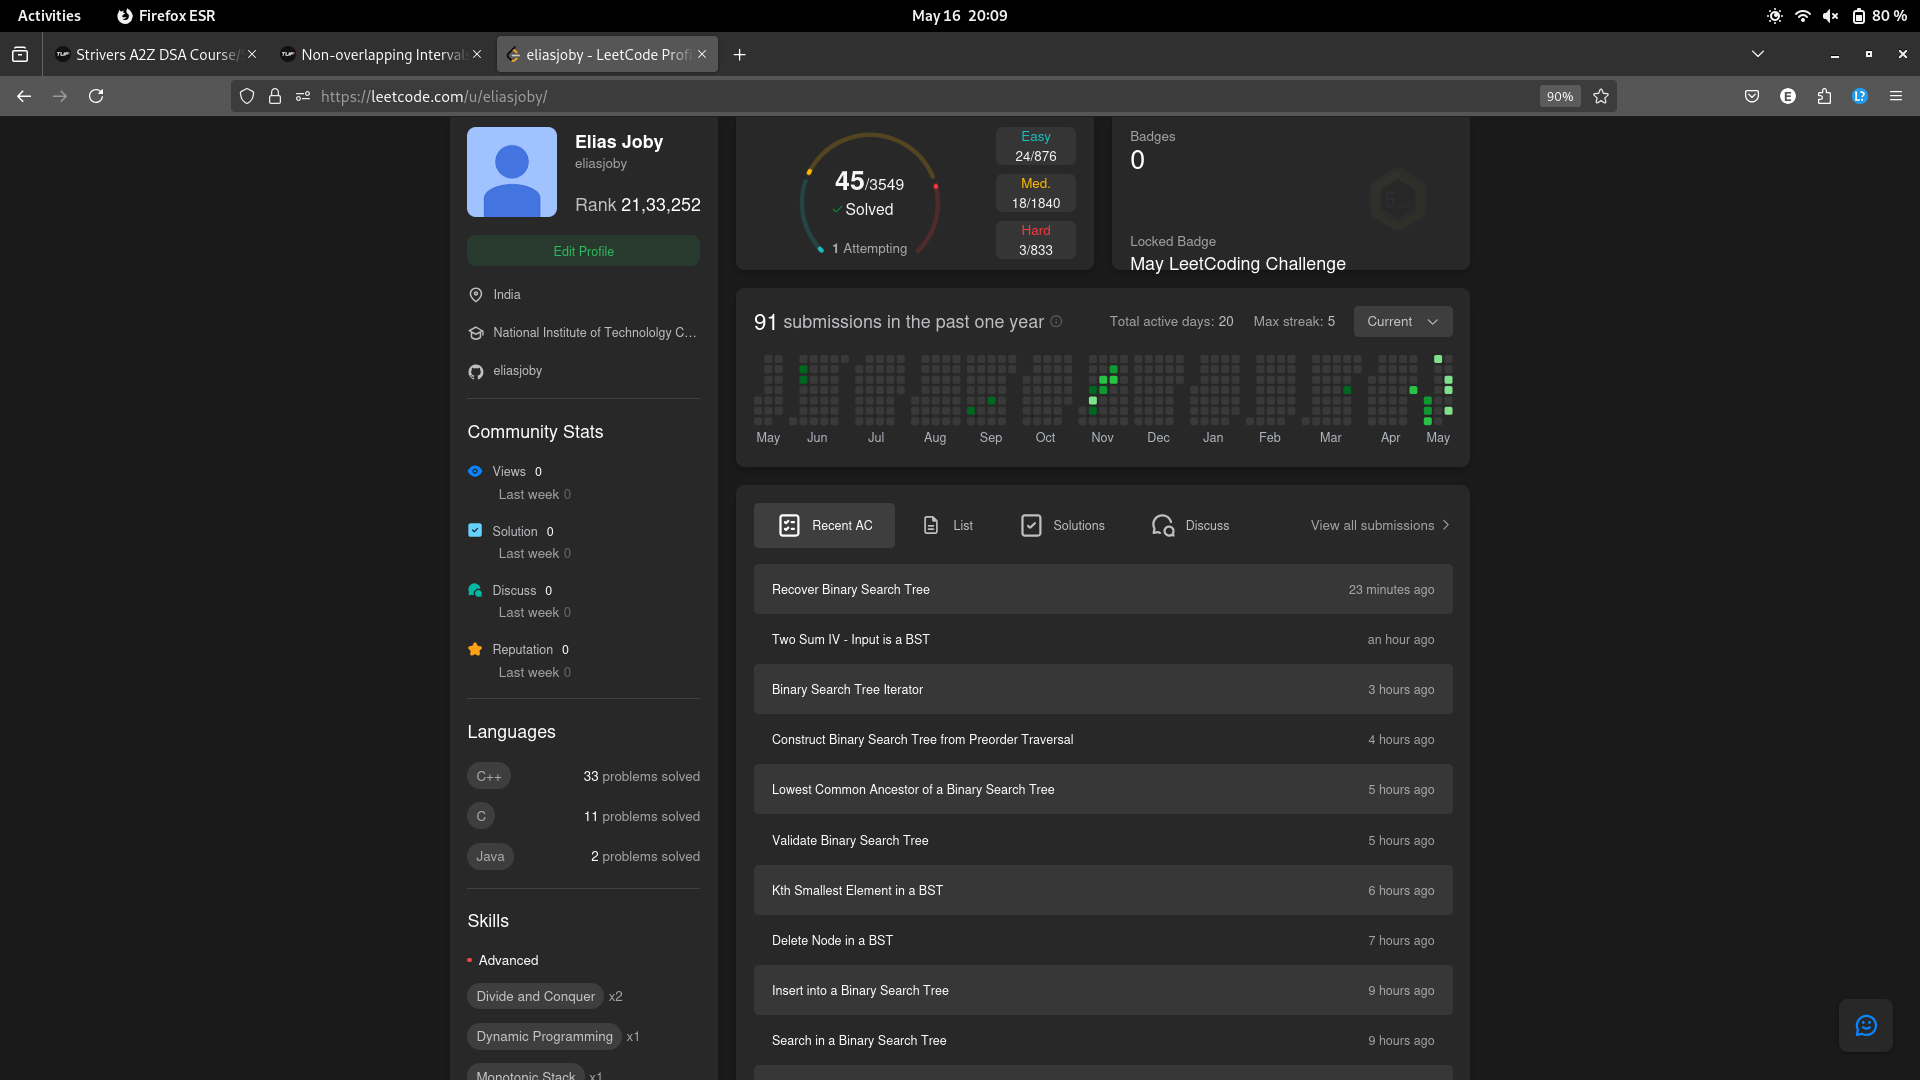 Activities
Firefox ESR
May 16 20:09
80 %
Strivers A2Z DSA Course/
Non-overlapping Interval
eliasjoby - LeetCode Prof
https://leetcode.com/u/eliasjoby/
90%
Elias Joby
eliasjoby
Rank 21,33,252
Edit Profile
India
National Institute of Technololgy C...
eliasjoby
Community Stats
Views 0
Last week 0
Solution 0
Last week 0
Discuss 0
Last week 0
Reputation 0
Last week 0
Languages
C++ 33 problems solved
C 11 problems solved
Java 2 problems solved
Skills
Advanced
Divide and Conquer x2
Dynamic Programming x1
Monotonic Stack x1
45/3549
Solved
1 Attempting
Easy
24/876
Med.
18/1840
Hard
3/833
Badges
0
Locked Badge
May LeetCoding Challenge
91 submissions in the past one year
Total active days: 20
Max streak: 5
Current
May Jun Jul Aug Sep Oct Nov Dec Jan Feb Mar Apr May
Recent AC
List
Solutions
Discuss
View all submissions
Recover Binary Search Tree 23 minutes ago
Two Sum IV - Input is a BST an hour ago
Binary Search Tree Iterator 3 hours ago
Construct Binary Search Tree from Preorder Traversal 4 hours ago
Lowest Common Ancestor of a Binary Search Tree 5 hours ago
Validate Binary Search Tree 5 hours ago
Kth Smallest Element in a BST 6 hours ago
Delete Node in a BST 7 hours ago
Insert into a Binary Search Tree 9 hours ago
Search in a Binary Search Tree 9 hours ago